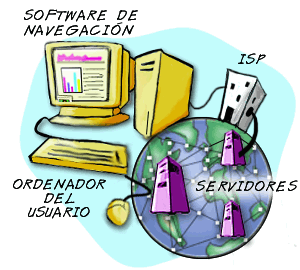 SOFTWARE DE
NAVEGACIÓN
ISP
ORDENADOR
DEL
USUARIO
SERVIDORES